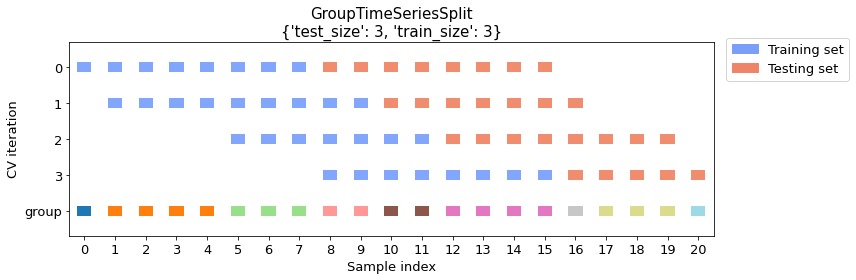 GroupTimeSeriesSplit
{'test_size': 3, 'train_size': 3}
Training set
Testing set
CV iteration
0
1
2
3
group
0 1 2 3 4 5 6 7 8 9 10 11 12 13 14 15 16 17 18 19 20
Sample index